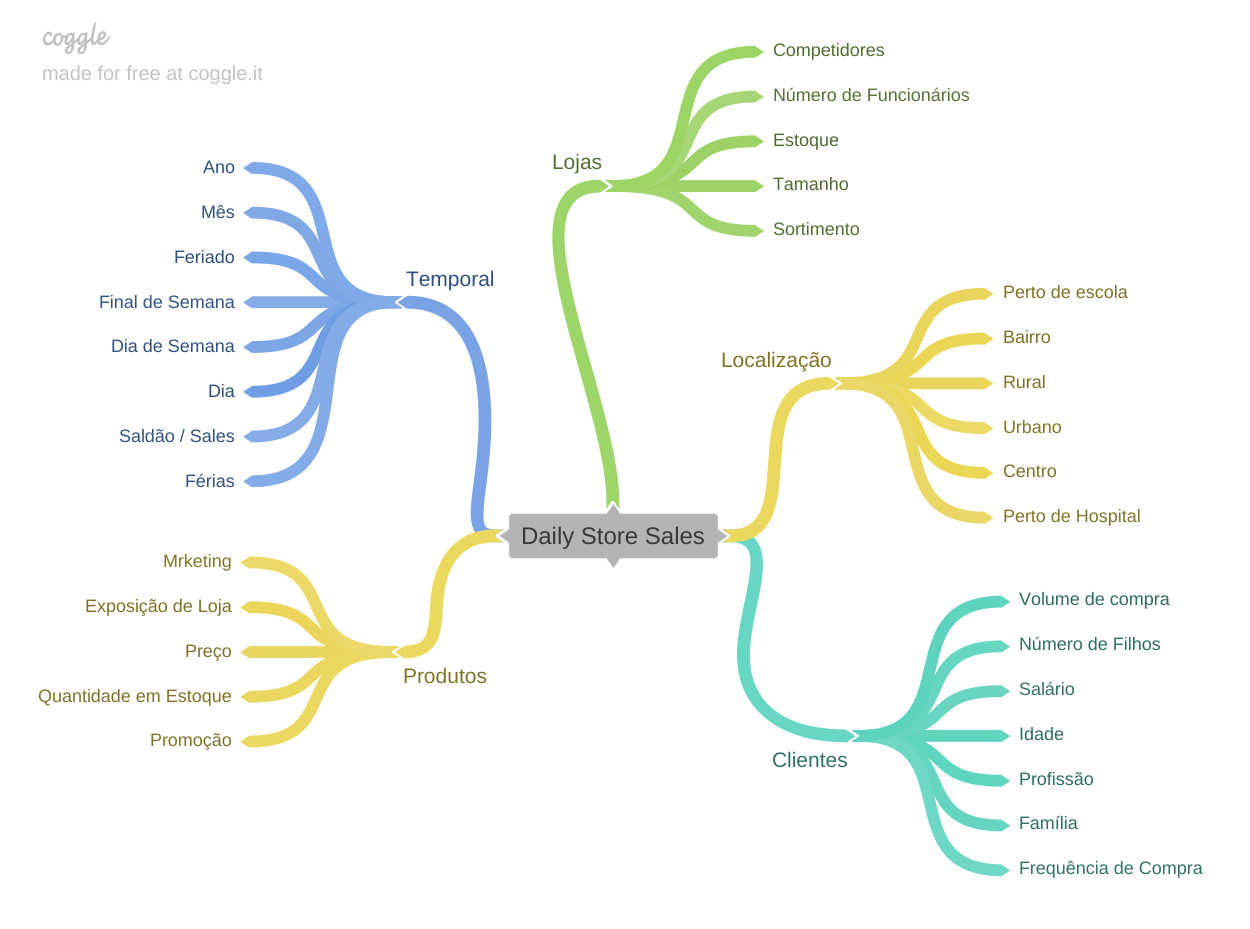 coggle
made for free at coggle.it
Lojas
Competidores
Número de Funcionários
Estoque
Tamanho
Sortimento
Temporal
Ano
Mês
Feriado
Final de Semana
Dia de Semana
Dia
Saldão / Sales
Férias
Localização
Perto de escola
Bairro
Rural
Urbano
Centro
Perto de Hospital
Daily Store Sales
Produtos
Mrketing
Exposição de Loja
Preço
Quantidade em Estoque
Promoção
Clientes
Volume de compra
Número de Filhos
Salário
Idade
Profissão
Família
Frequência de Compra